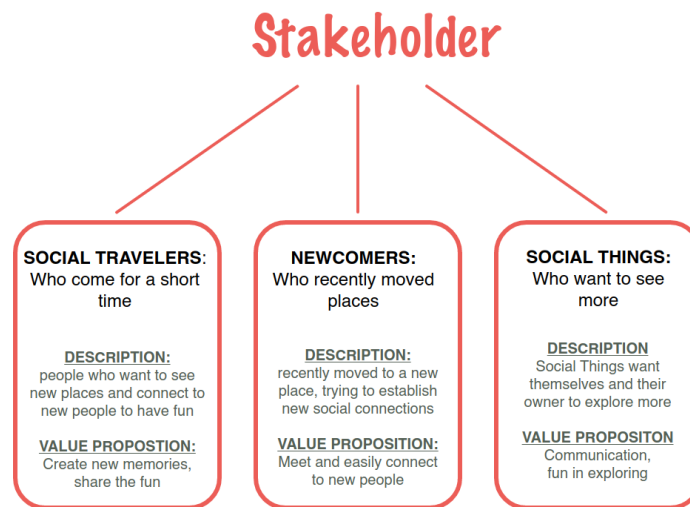 Stakeholder
SOCIAL TRAVELERS:
Who come for a short
time
DESCRIPTION:
people who want to see
new places and connect to
new people to have fun
VALUE PROPOSTION:
Create new memories,
share the fun
NEWCOMERS:
Who recently moved
places
DESCRIPTION:
recently moved to a new
place, trying to establish
new social connections
VALUE PROPOSITION:
Meet and easily connect
to new people
SOCIAL THINGS:
Who want to see
more
DESCRIPTION
Social Things want
themselves and their
owner to explore more
VALUE PROPOSITON
Communication,
fun in exploring